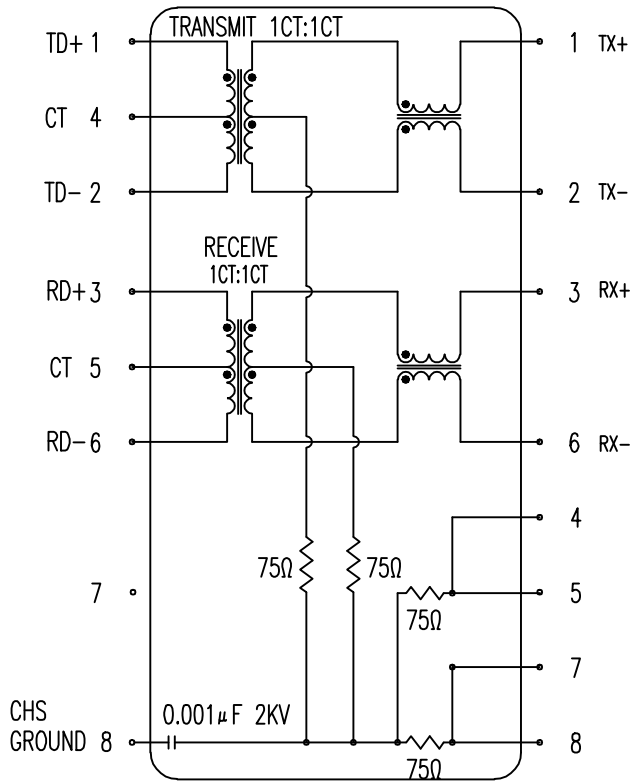 TRANSMIT 1CT:1CT
TD+ 1
1 TX+
CT 4
TD- 2
2 TX-
RECEIVE
1CT:1CT
RD+ 3
3 RX+
CT 5
RD- 6
6 RX-
4
75Ω
75Ω
7
5
75Ω
7
CHS
GROUND 8
0.001μF 2KV
8
75Ω